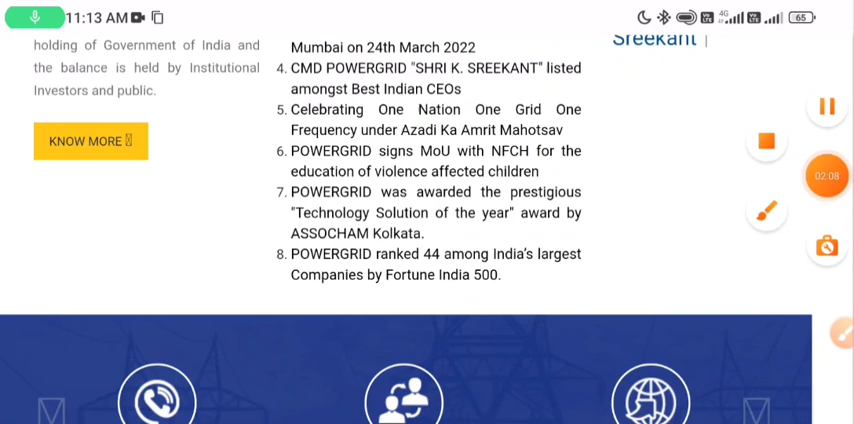 11:13 AM
4G
65
holding of Government of India and
the balance is held by Institutional
Investors and public.
KNOW MORE
Mumbai on 24th March 2022
4. CMD POWERGRID "SHRI K. SREEKANT" listed
amongst Best Indian CEOs
5. Celebrating One Nation One Grid One
Frequency under Azadi Ka Amrit Mahotsav
6. POWERGRID signs MoU with NFCH for the
education of violence affected children
7. POWERGRID was awarded the prestigious
"Technology Solution of the year" award by
ASSOCHAM Kolkata.
8. POWERGRID ranked 44 among India's largest
Companies by Fortune India 500.
Sreekant |
02:08